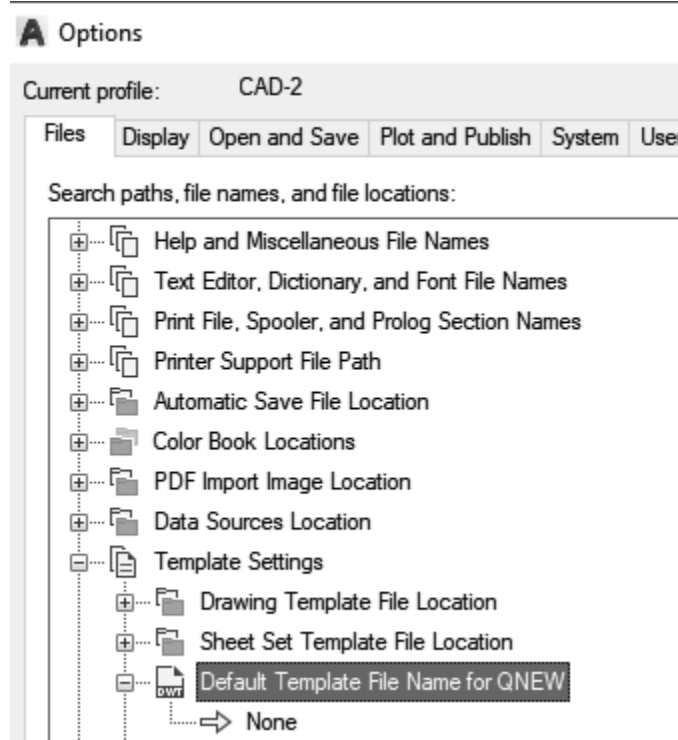 A Options
Current profile: CAD-2
Files Display Open and Save Plot and Publish System User
Search paths, file names, and file locations:
Help and Miscellaneous File Names
Text Editor, Dictionary, and Font File Names
Print File, Spooler, and Prolog Section Names
Printer Support File Path
Automatic Save File Location
Color Book Locations
PDF Import Image Location
Data Sources Location
Template Settings
Drawing Template File Location
Sheet Set Template File Location
DWT Default Template File Name for QNEW
None